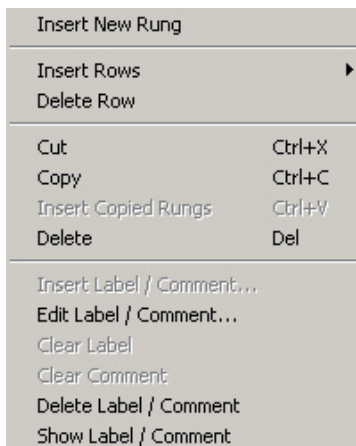 Insert New Rung
Insert Rows
Delete Row
Cut Ctrl+X
Copy Ctrl+C
Insert Copied Rungs Ctrl+V
Delete Del
Insert Label / Comment...
Edit Label / Comment...
Clear Label
Clear Comment
Delete Label / Comment
Show Label / Comment